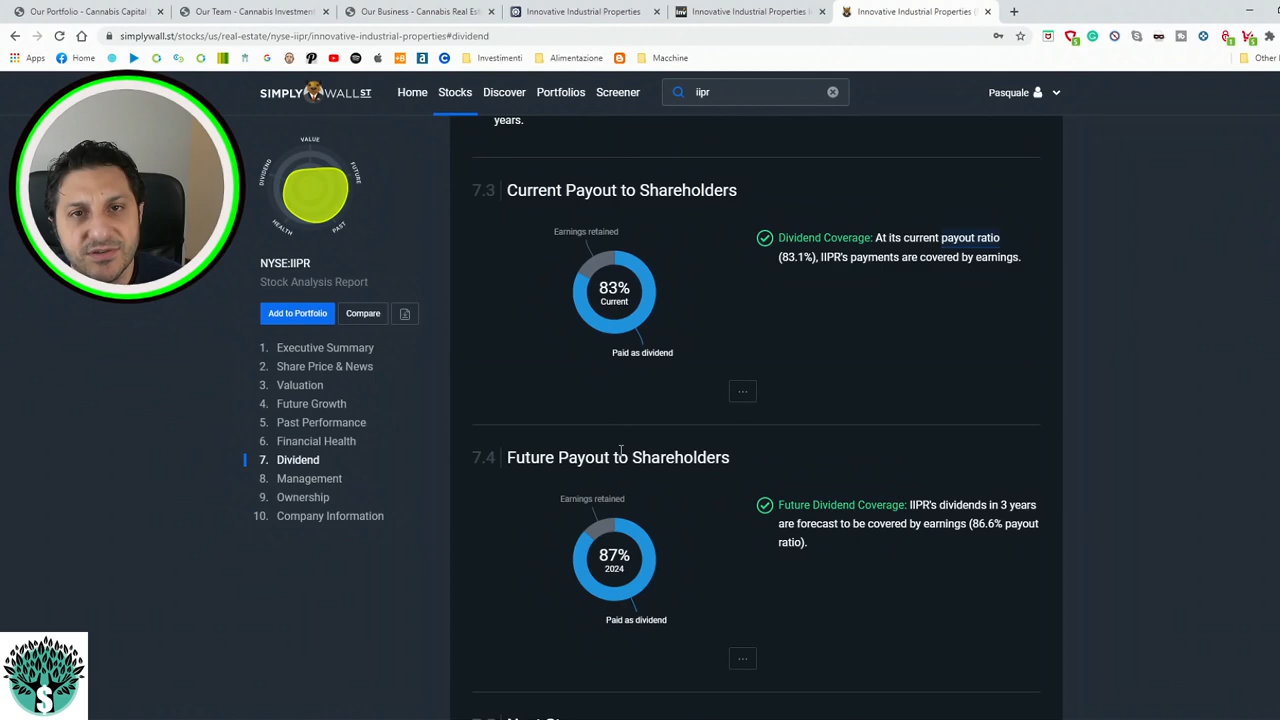 Our Portfolio - Cannabis Capital
Our Team - Cannabis Investment
Our Business - Cannabis Real Est
Innovative Industrial Properties
Innovative Industrial Properties I
Innovative Industrial Properties (
simplywall.st/stocks/us/real-estate/nyse-iipr/innovative-industrial-properties#dividend
Apps
Home
Investimenti
Alimentazione
Macchine
Other
SIMPLY WALL ST
Home
Stocks
Discover
Portfolios
Screener
iipr
Pasquale
VALUE
FUTURE
PAST
HEALTH
DIVIDEND
NYSE:IIPR
Stock Analysis Report
Add to Portfolio
Compare
1. Executive Summary
2. Share Price & News
3. Valuation
4. Future Growth
5. Past Performance
6. Financial Health
7. Dividend
8. Management
9. Ownership
10. Company Information
years.
7.3 Current Payout to Shareholders
Earnings retained
83%
Current
Paid as dividend
Dividend Coverage: At its current payout ratio
(83.1%), IIPR's payments are covered by earnings.
...
7.4 Future Payout to Shareholders
Earnings retained
87%
2024
Paid as dividend
Future Dividend Coverage: IIPR's dividends in 3 years
are forecast to be covered by earnings (86.6% payout
ratio).
...